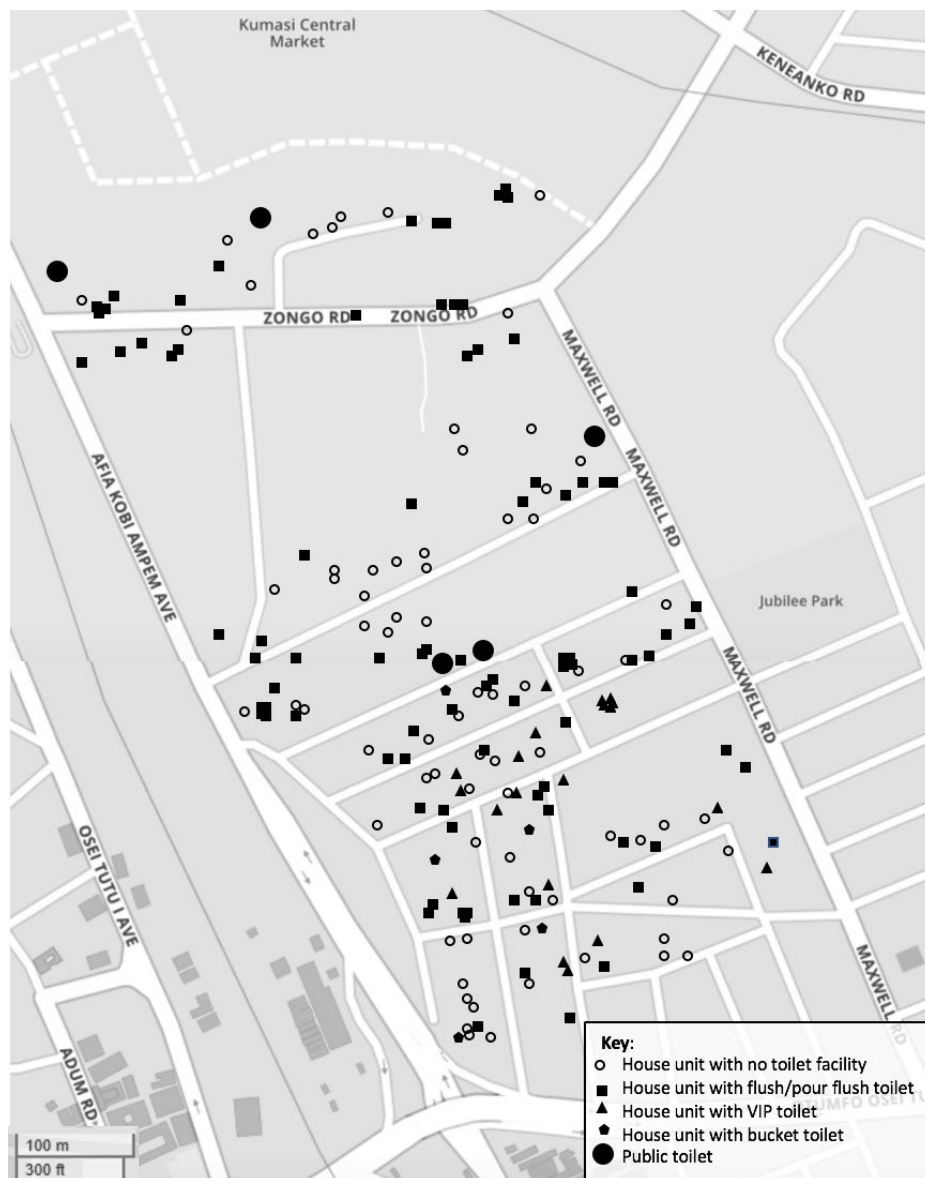 Kumasi Central
Market
KENEANKO RD
ZONGO RD
ZONGO RD
MAXWELL RD
MAXWELL RD
AFIA KOBI AMPEM AVE
Jubilee Park
MAXWELL RD
OSEI TUTU I AVE
MAXWELL RD
ADUM RD
Key:
House unit with no toilet facility
House unit with flush/pour flush toilet
House unit with VIP toilet
House unit with bucket toilet
Public toilet
OTUMFO OSEI TU
100 m
300 ft